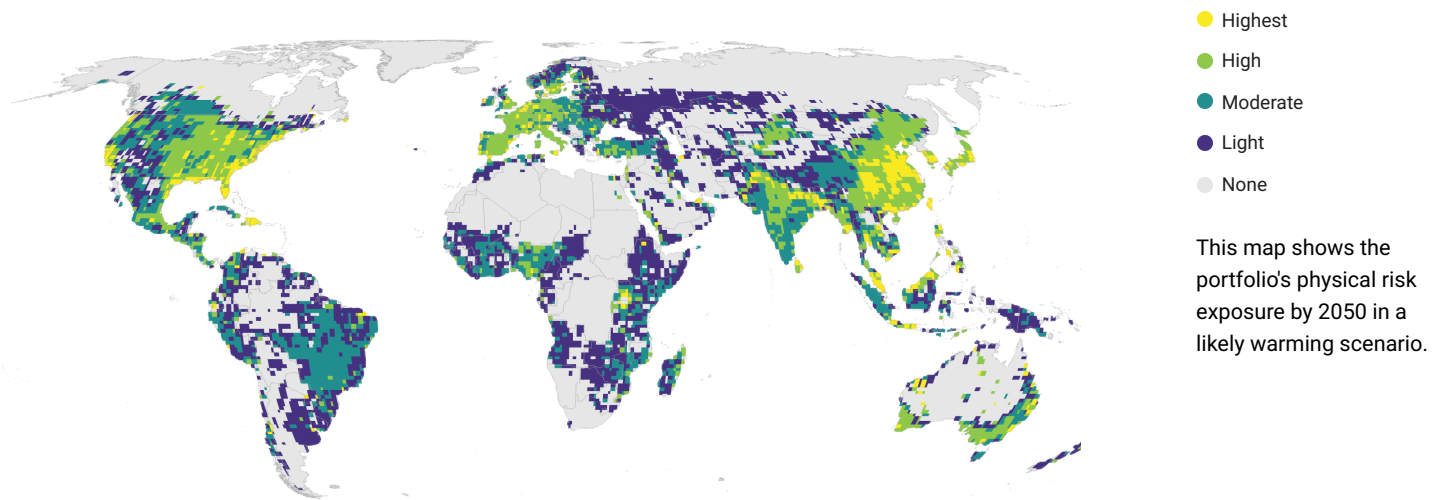 Highest
High
Moderate
Light
None
This map shows the
portfolio's physical risk
exposure by 2050 in a
likely warming scenario.